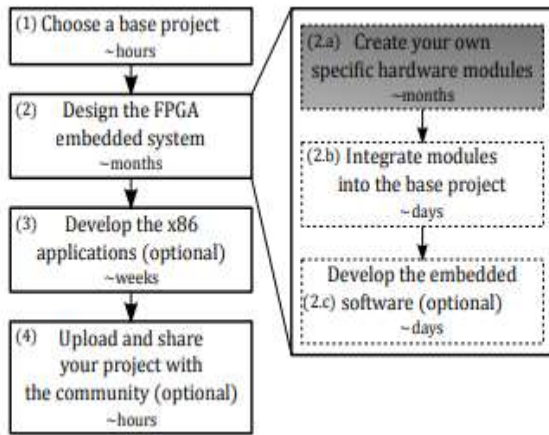 (1) Choose a base project
~hours
(2) Design the FPGA
embedded system
~months
(3) Develop the x86
applications (optional)
~weeks
(4) Upload and share
your project with
the community (optional)
~hours
(2.a) Create your own
specific hardware modules
~months
(2.b) Integrate modules
into the base project
~days
Develop the embedded
(2.c) software (optional)
~days